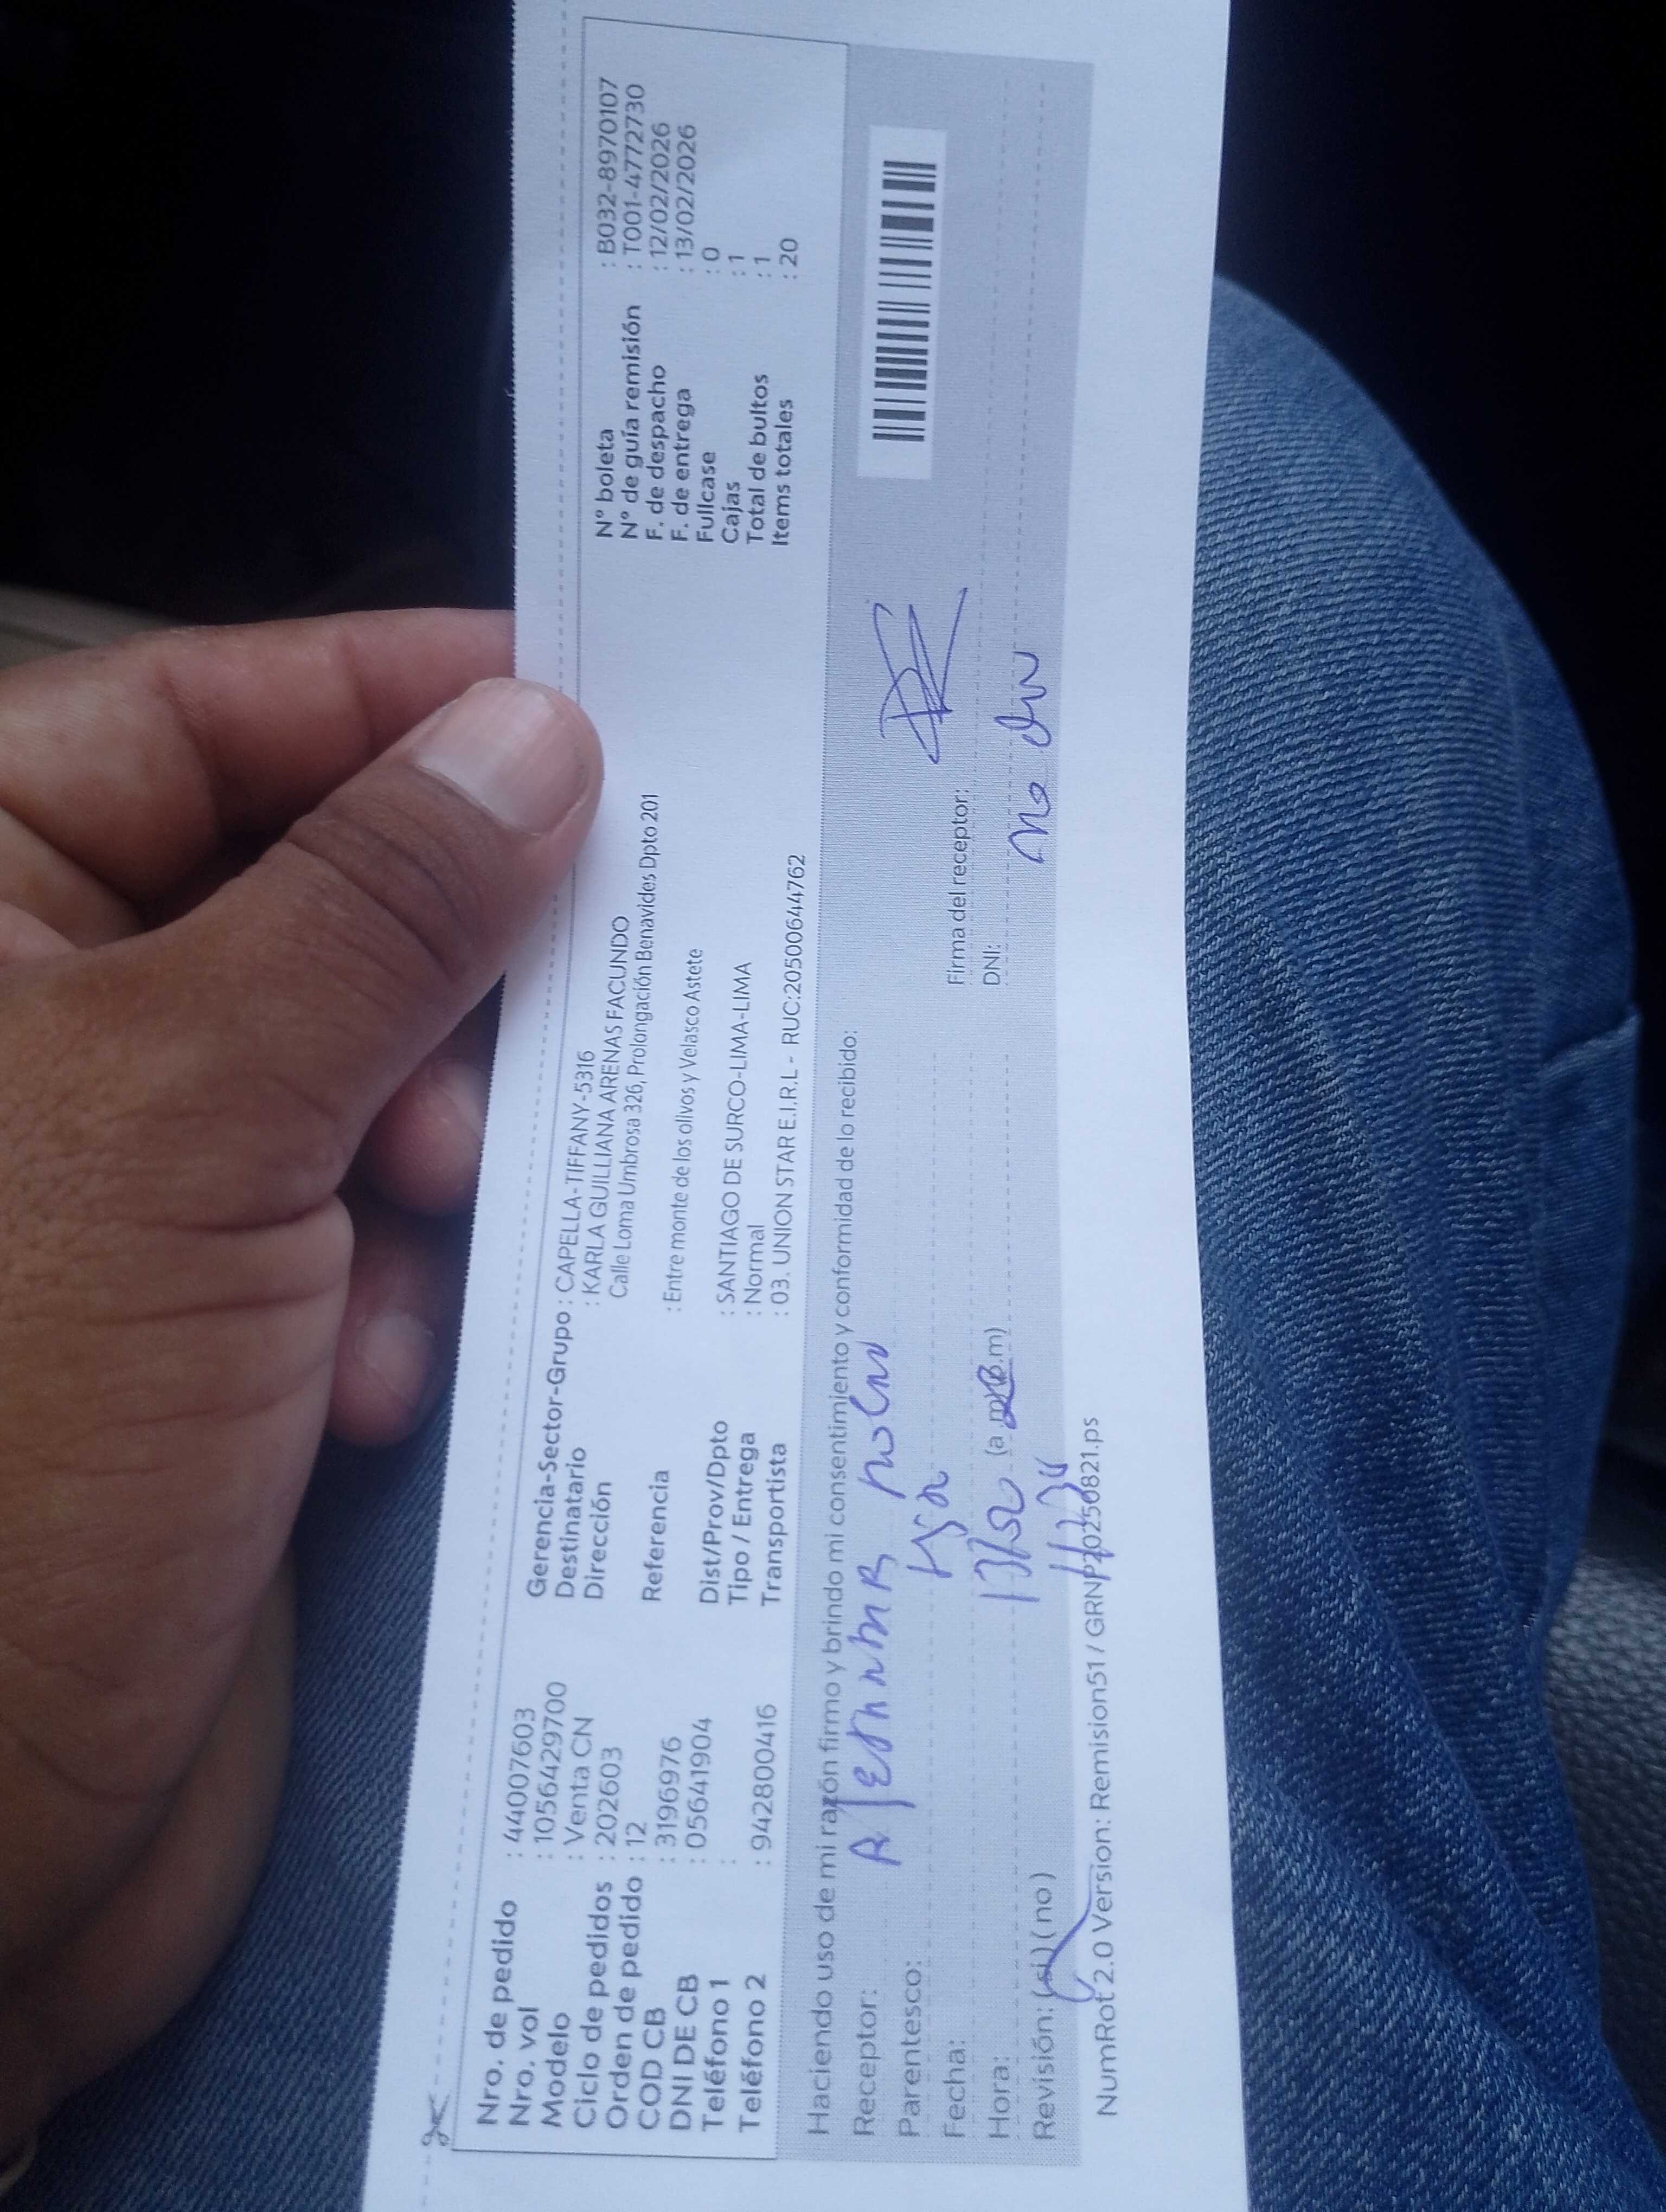 Nro. de pedido : 44007603
Nro. vol : 1056429700
Modelo : Venta CN
Ciclo de pedidos : 202603
Orden de pedido : 12
COD CB : 3196976
DNI DE CB : 05641904
Teléfono 1 :
Teléfono 2 : 942800416
Gerencia-Sector-Grupo : CAPELLA-TIFFANY-5316
Destinatario : KARLA GUILLIANA ARENAS FACUNDO
Dirección Calle Loma Umbrosa 326, Prolongación Benavides Dpto 201
Referencia : Entre monte de los olivos y Velasco Astete
Dist/Prov/Dpto : SANTIAGO DE SURCO-LIMA-LIMA
Tipo / Entrega : Normal
Transportista : 03. UNION STAR E.I.R.L - RUC:20500644762
N° boleta : B032-8970107
N° de guía remisión : T001-4772730
F. de despacho : 12/02/2026
F. de entrega : 13/02/2026
Fullcase : 0
Cajas : 1
Total de bultos : 1
Items totales : 20
Haciendo uso de mi razón firmo y brindo mi consentimiento y conformidad de lo recibido:
Receptor:
Parentesco:
Fecha:
Hora: (a.m)
Revisión: (si) (no)
Firma del receptor:
DNI:
NumRot 2.0 Version: Remision51 / GRNP20250821.ps